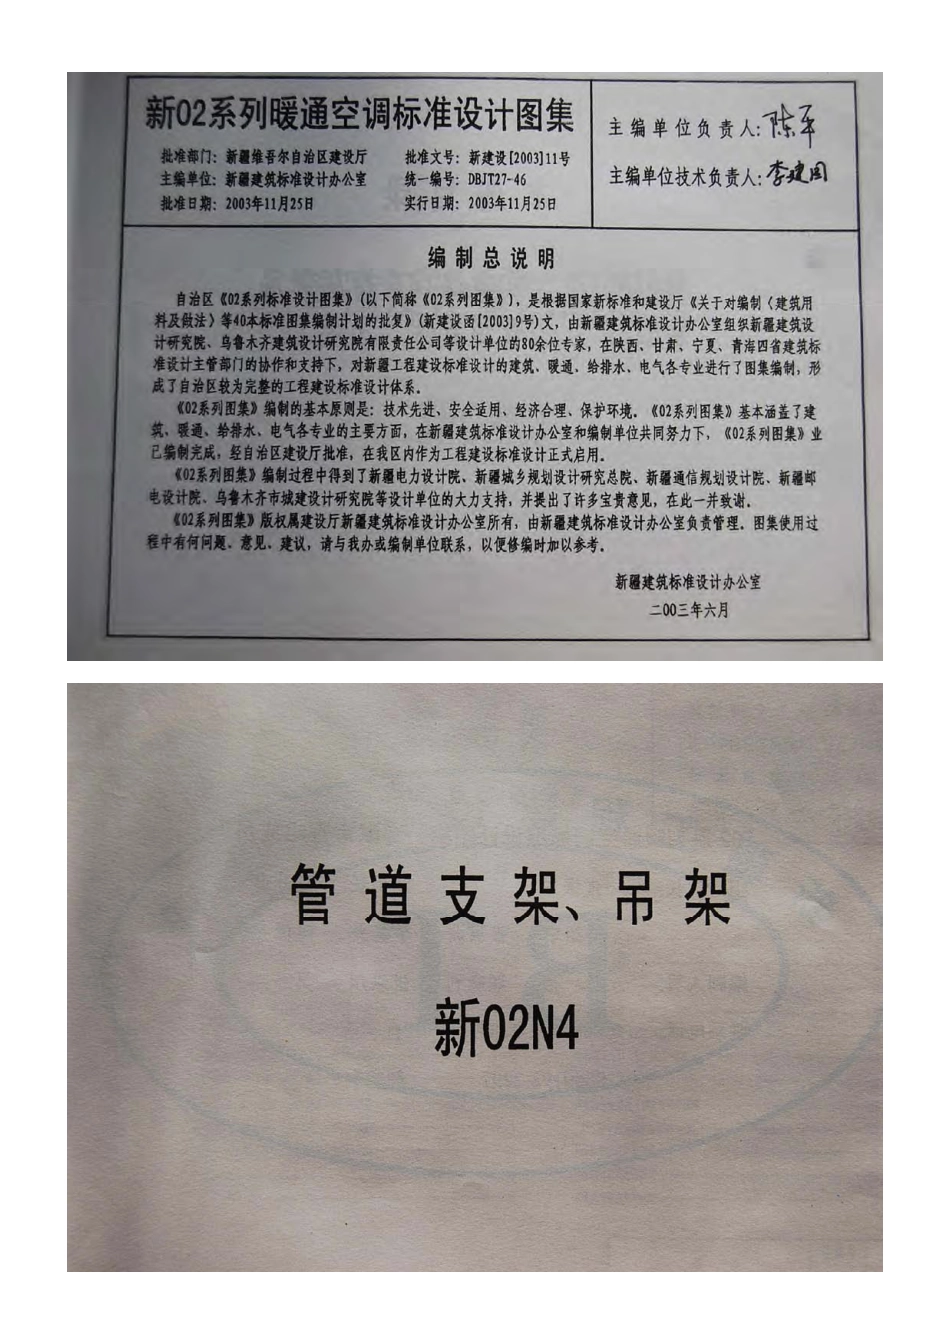 新02系列暖通空调标准设计图集
批准部门：新疆维吾尔自治区建设厅 批准文号：新建设[2003]11号
主编单位：新疆建筑标准设计办公室 统一编号：DBJT27-46
批准日期：2003年11月25日 实行日期：2003年11月25日
主编单位负责人：陈平
主编单位技术负责人：李建国
编制总说明
自治区《02系列标准设计图集》(以下简称《02系列图集》)，是根据国家新标准和建设厅《关于对编制〈建筑用
料及做法〉等40本标准图集编制计划的批复》(新建设函[2003]9号)文，由新疆建筑标准设计办公室组织新疆建筑设
计研究院、乌鲁木齐建筑设计研究院有限责任公司等设计单位的80余位专家，在陕西、甘肃、宁夏、青海四省建筑标
准设计主管部门的协作和支持下，对新疆工程建设标准设计的建筑、暖通、给排水、电气各专业进行了图集编制，形
成了自治区较为完整的工程建设标准设计体系。
《02系列图集》编制的基本原则是：技术先进、安全适用、经济合理、保护环境。《02系列图集》基本涵盖了建
筑、暖通、给排水、电气各专业的主要方面，在新疆建筑标准设计办公室和编制单位共同努力下，《02系列图集》业
已编制完成，经自治区建设厅批准，在我区内作为工程建设标准设计正式启用。
《02系列图集》编制过程中得到了新疆电力设计院、新疆城乡规划设计研究总院、新疆通信规划设计院、新疆邮
电设计院、乌鲁木齐市城建设计研究院等设计单位的大力支持，并提出了许多宝贵意见，在此一并致谢。
《02系列图集》版权属建设厅新疆建筑标准设计办公室所有，由新疆建筑标准设计办公室负责管理。图集使用过
程中有何问题、意见、建议，请与我办或编制单位联系，以便修编时加以参考。
新疆建筑标准设计办公室
二00三年六月
管道支架、吊架
新02N4